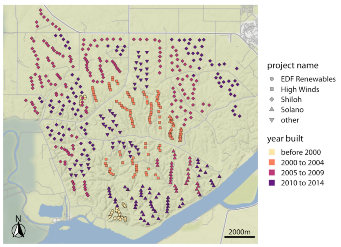 project name
EDF Renewables
High Winds
Shiloh
Solano
other
year built
before 2000
2000 to 2004
2005 to 2009
2010 to 2014
2000m
N